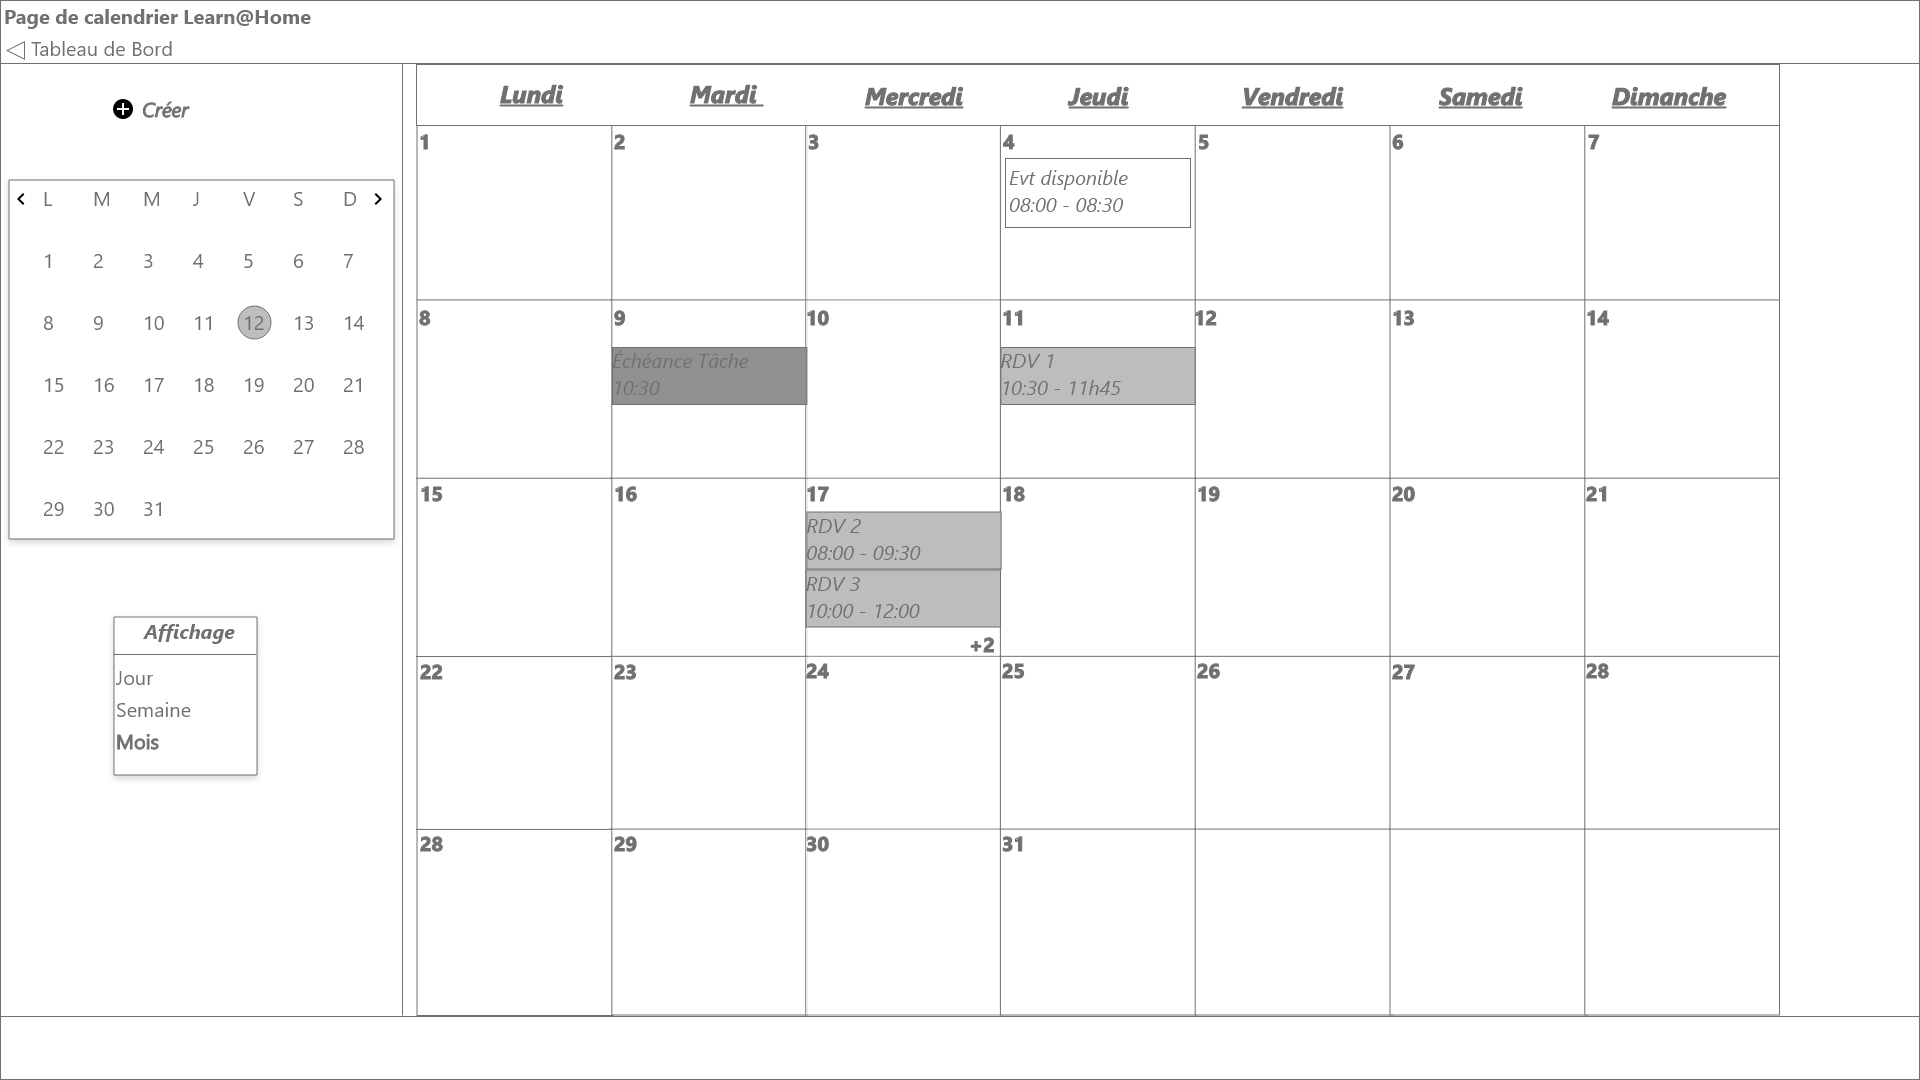 Page de calendrier Learn@Home
Tableau de Bord
Créer
L M M J V S D
1 2 3 4 5 6 7
8 9 10 11 12 13 14
15 16 17 18 19 20 21
22 23 24 25 26 27 28
29 30 31
Affichage
Jour
Semaine
Mois
Lundi Mardi Mercredi Jeudi Vendredi Samedi Dimanche
1 2 3 4 5 6 7
Evt disponible
08:00 - 08:30
8 9 10 11 12 13 14
Échéance Tâche
10:30
RDV 1
10:30 - 11h45
15 16 17 18 19 20 21
RDV 2
08:00 - 09:30
RDV 3
10:00 - 12:00
+2
22 23 24 25 26 27 28
28 29 30 31